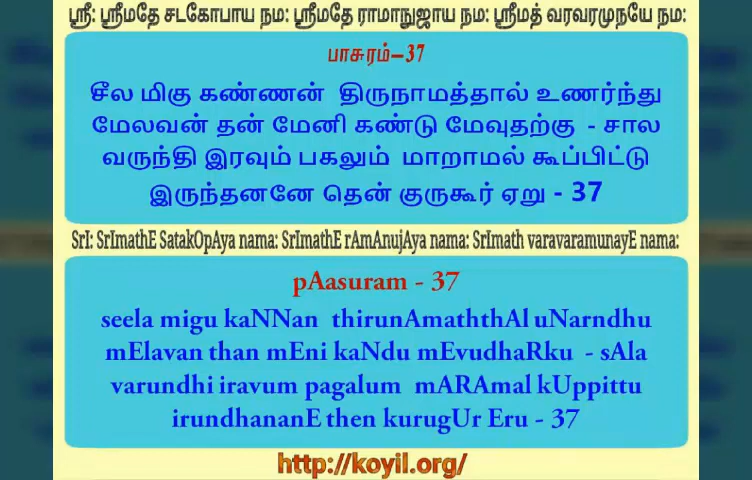 ஸ்ரீ: ஸ்ரீமதே சடகோபாய நம: ஸ்ரீமதே ராமாநுஜாய நம: ஸ்ரீமத் வரவரமுநயே நம:
பாசுரம்–37
சீல மிகு கண்ணன் திருநாமத்தால் உணர்ந்து
மேலவன் தன் மேனி கண்டு மேவுதற்கு - சால
வருந்தி இரவும் பகலும் மாறாமல் கூப்பிட்டு
இருந்தனனே தென் குருகூர் ஏறு - 37
SrI: SrImathE SatakOpAya nama: SrImathE rAmAnujAya nama: SrImath varavaramunayE nama:
pAasuram - 37
seela migu kaNNan thirunAmaththAl uNarndhu
mElavan than mEni kaNdu mEvudhaRku - sAla
varundhi iravum pagalum mARAmal kUppittu
irundhananE then kurugUr Eru - 37
http://koyil.org/